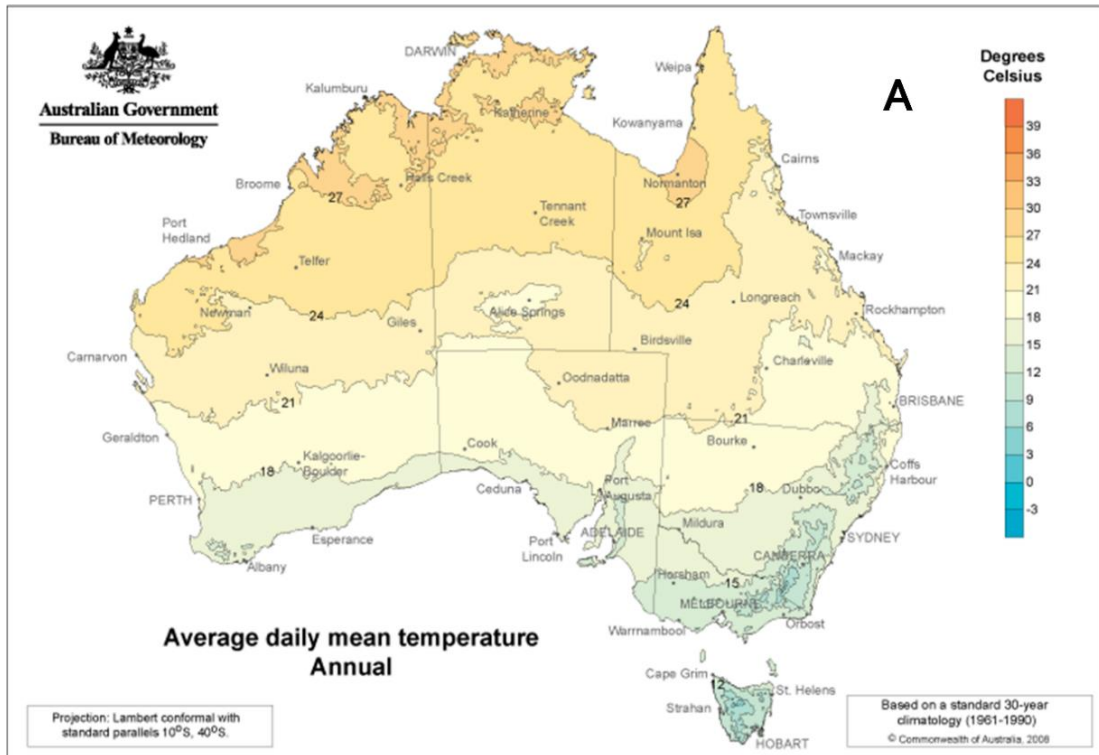 Australian Government
Bureau of Meteorology
A
Degrees
Celsius
39
36
33
30
27
24
21
18
15
12
9
6
3
0
-3
DARWIN
Weipa
Kalumburu
Katherine
Kowanyama
Cairns
Broome
Halls Creek
Normanton
27
27
Townsville
Port
Hedland
Tennant
Creek
Mount Isa
Mackay
Telfer
Newman
24
24
Longreach
Rockhampton
Alice Springs
Giles
Birdsville
Carnarvon
Wiluna
Charleville
Oodnadatta
21
21
BRISBANE
Geraldton
Marree
Bourke
Cook
18
Kalgoorlie-
Boulder
18
Coffs
Harbour
PERTH
Ceduna
Port
Augusta
Dubbo
Esperance
Port
Lincoln
ADELAIDE
Mildura
SYDNEY
Albany
CANBERRA
Horsham
15
MELBOURNE
Warrnambool
Orbost
Average daily mean temperature
Annual
Cape Grim
12
St. Helens
Strahan
HOBART
Projection: Lambert conformal with
standard parallels 10°S, 40°S.
Based on a standard 30-year
climatology (1961-1990)
© Commonwealth of Australia, 2008